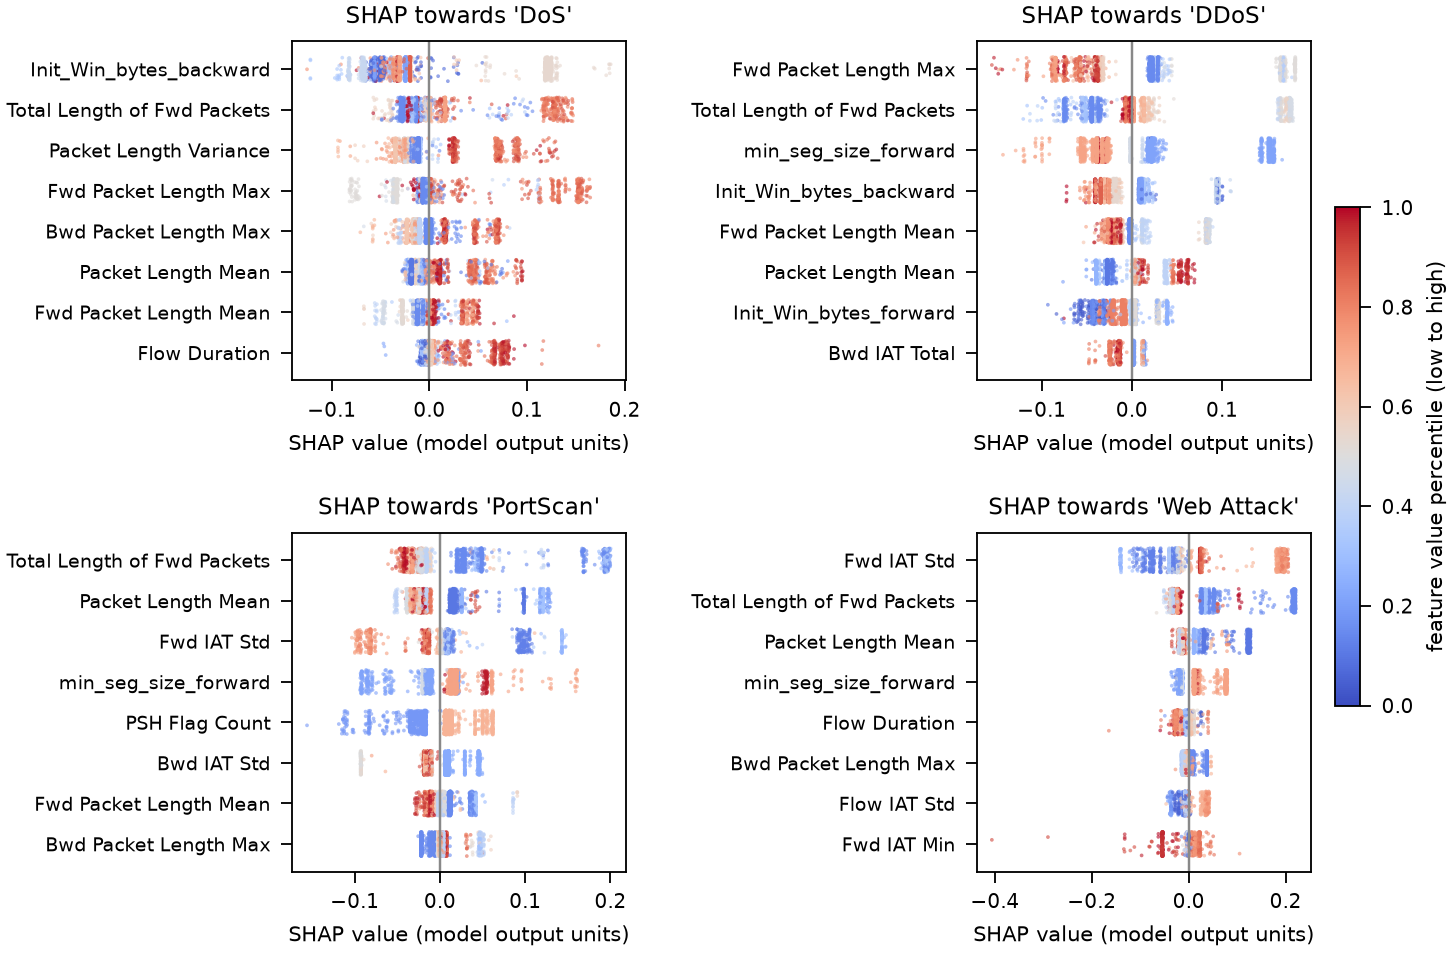 SHAP towards 'DoS'
Init_Win_bytes_backward
Total Length of Fwd Packets
Packet Length Variance
Fwd Packet Length Max
Bwd Packet Length Max
Packet Length Mean
Fwd Packet Length Mean
Flow Duration
−0.1 0.0 0.1 0.2
SHAP value (model output units)
SHAP towards 'DDoS'
Fwd Packet Length Max
Total Length of Fwd Packets
min_seg_size_forward
Init_Win_bytes_backward
Fwd Packet Length Mean
Packet Length Mean
Init_Win_bytes_forward
Bwd IAT Total
−0.1 0.0 0.1
SHAP value (model output units)
SHAP towards 'PortScan'
Total Length of Fwd Packets
Packet Length Mean
Fwd IAT Std
min_seg_size_forward
PSH Flag Count
Bwd IAT Std
Fwd Packet Length Mean
Bwd Packet Length Max
−0.1 0.0 0.1 0.2
SHAP value (model output units)
SHAP towards 'Web Attack'
Fwd IAT Std
Total Length of Fwd Packets
Packet Length Mean
min_seg_size_forward
Flow Duration
Bwd Packet Length Max
Flow IAT Std
Fwd IAT Min
−0.4 −0.2 0.0 0.2
SHAP value (model output units)
1.0
0.8
0.6
0.4
0.2
0.0
feature value percentile (low to high)